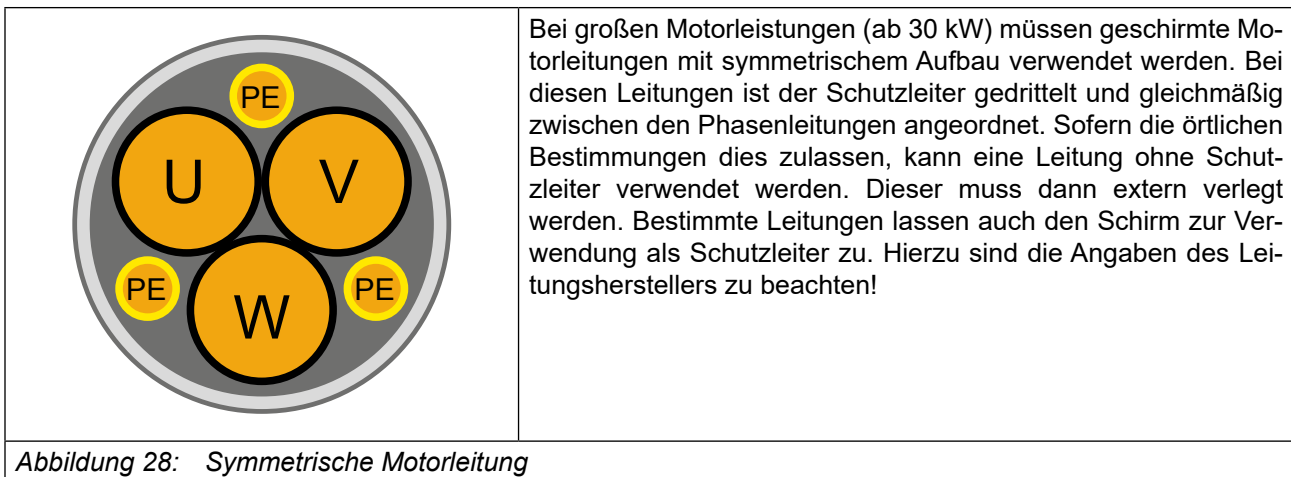 PE
U V
PE PE
W
Bei großen Motorleistungen (ab 30 kW) müssen geschirmte Mo-
torleitungen mit symmetrischem Aufbau verwendet werden. Bei
diesen Leitungen ist der Schutzleiter gedrittelt und gleichmäßig
zwischen den Phasenleitungen angeordnet. Sofern die örtlichen
Bestimmungen dies zulassen, kann eine Leitung ohne Schut-
zleiter verwendet werden. Dieser muss dann extern verlegt
werden. Bestimmte Leitungen lassen auch den Schirm zur Ver-
wendung als Schutzleiter zu. Hierzu sind die Angaben des Lei-
tungsherstellers zu beachten!
Abbildung 28: Symmetrische Motorleitung